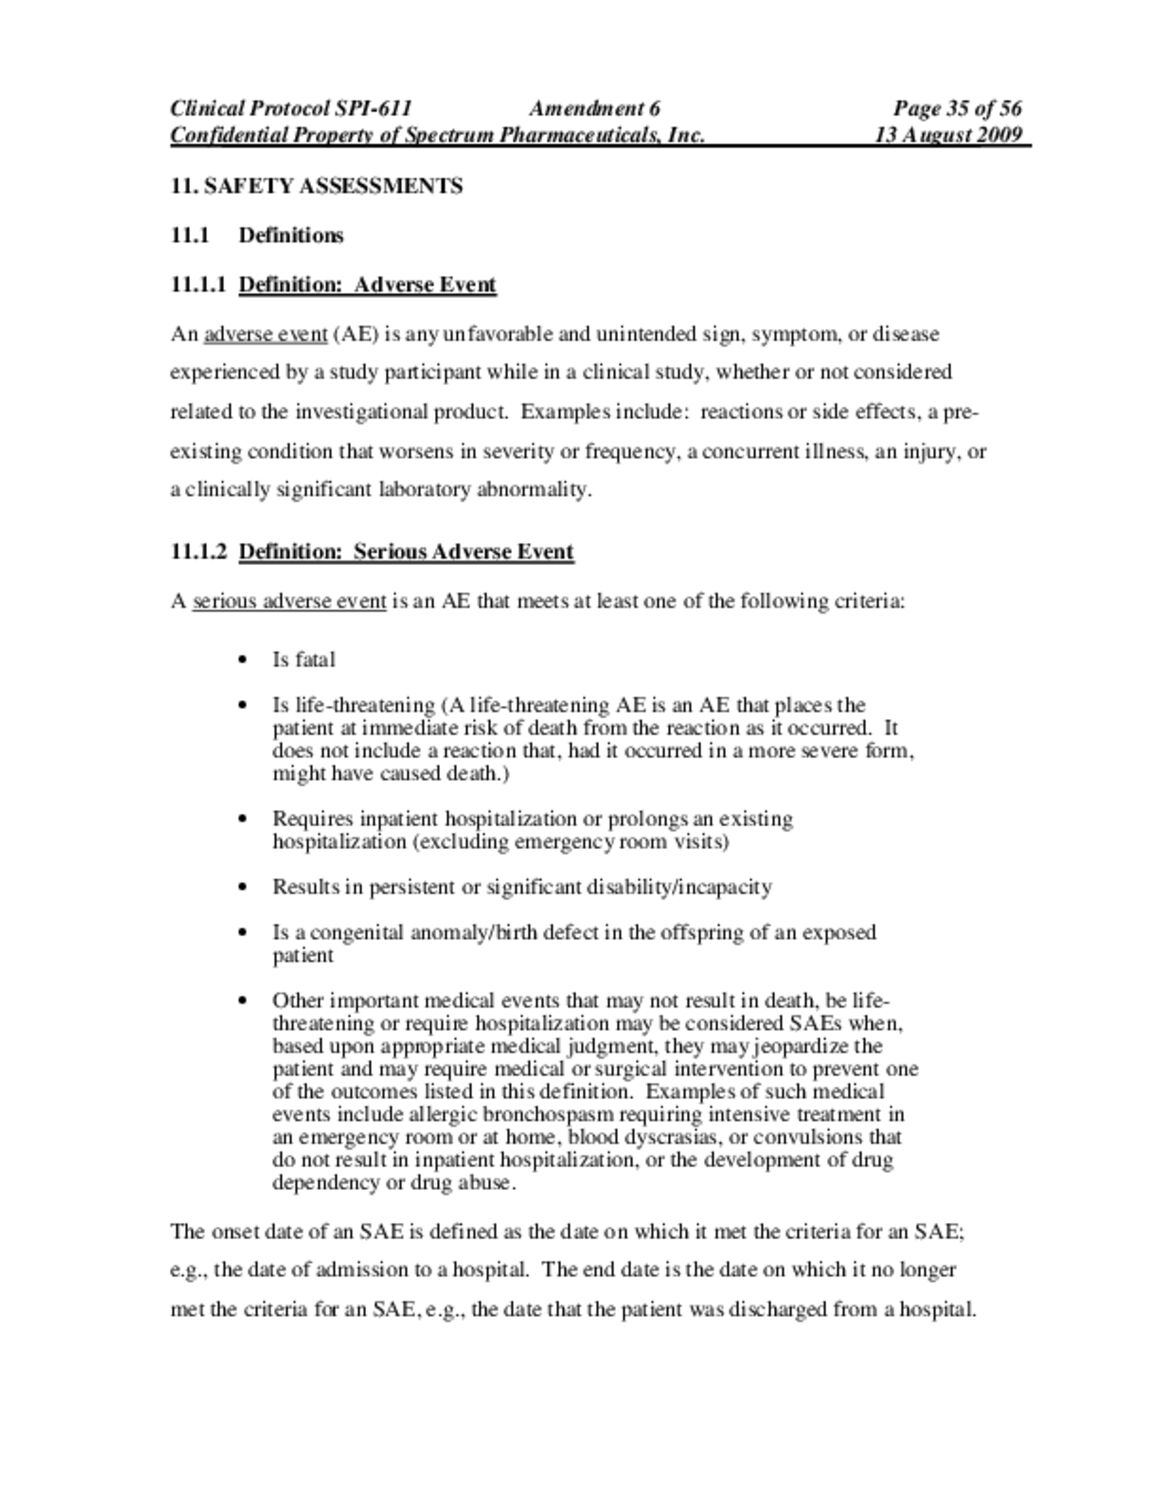 Clinical Protocol SPI-611 Amendment 6 Page 35 of 56
Confidential Property of Spectrum Pharmaceuticals, Inc. 13 August 2009
11. SAFETY ASSESSMENTS
11.1 Definitions
11.1.1 Definition: Adverse Event
An adverse event (AE) is any unfavorable and unintended sign, symptom, or disease
experienced by a study participant while in a clinical study, whether or not considered
related to the investigational product. Examples include: reactions or side effects, a pre-
existing condition that worsens in severity or frequency, a concurrent illness, an injury, or
a clinically significant laboratory abnormality.
11.1.2 Definition: Serious Adverse Event
A serious adverse event is an AE that meets at least one of the following criteria:
• Is fatal
• Is life-threatening (A life-threatening AE is an AE that places the
patient at immediate risk of death from the reaction as it occurred. It
does not include a reaction that, had it occurred in a more severe form,
might have caused death.)
• Requires inpatient hospitalization or prolongs an existing
hospitalization (excluding emergency room visits)
• Results in persistent or significant disability/incapacity
• Is a congenital anomaly/birth defect in the offspring of an exposed
patient
• Other important medical events that may not result in death, be life-
threatening or require hospitalization may be considered SAEs when,
based upon appropriate medical judgment, they may jeopardize the
patient and may require medical or surgical intervention to prevent one
of the outcomes listed in this definition. Examples of such medical
events include allergic bronchospasm requiring intensive treatment in
an emergency room or at home, blood dyscrasias, or convulsions that
do not result in inpatient hospitalization, or the development of drug
dependency or drug abuse.
The onset date of an SAE is defined as the date on which it met the criteria for an SAE;
e.g., the date of admission to a hospital. The end date is the date on which it no longer
met the criteria for an SAE, e.g., the date that the patient was discharged from a hospital.